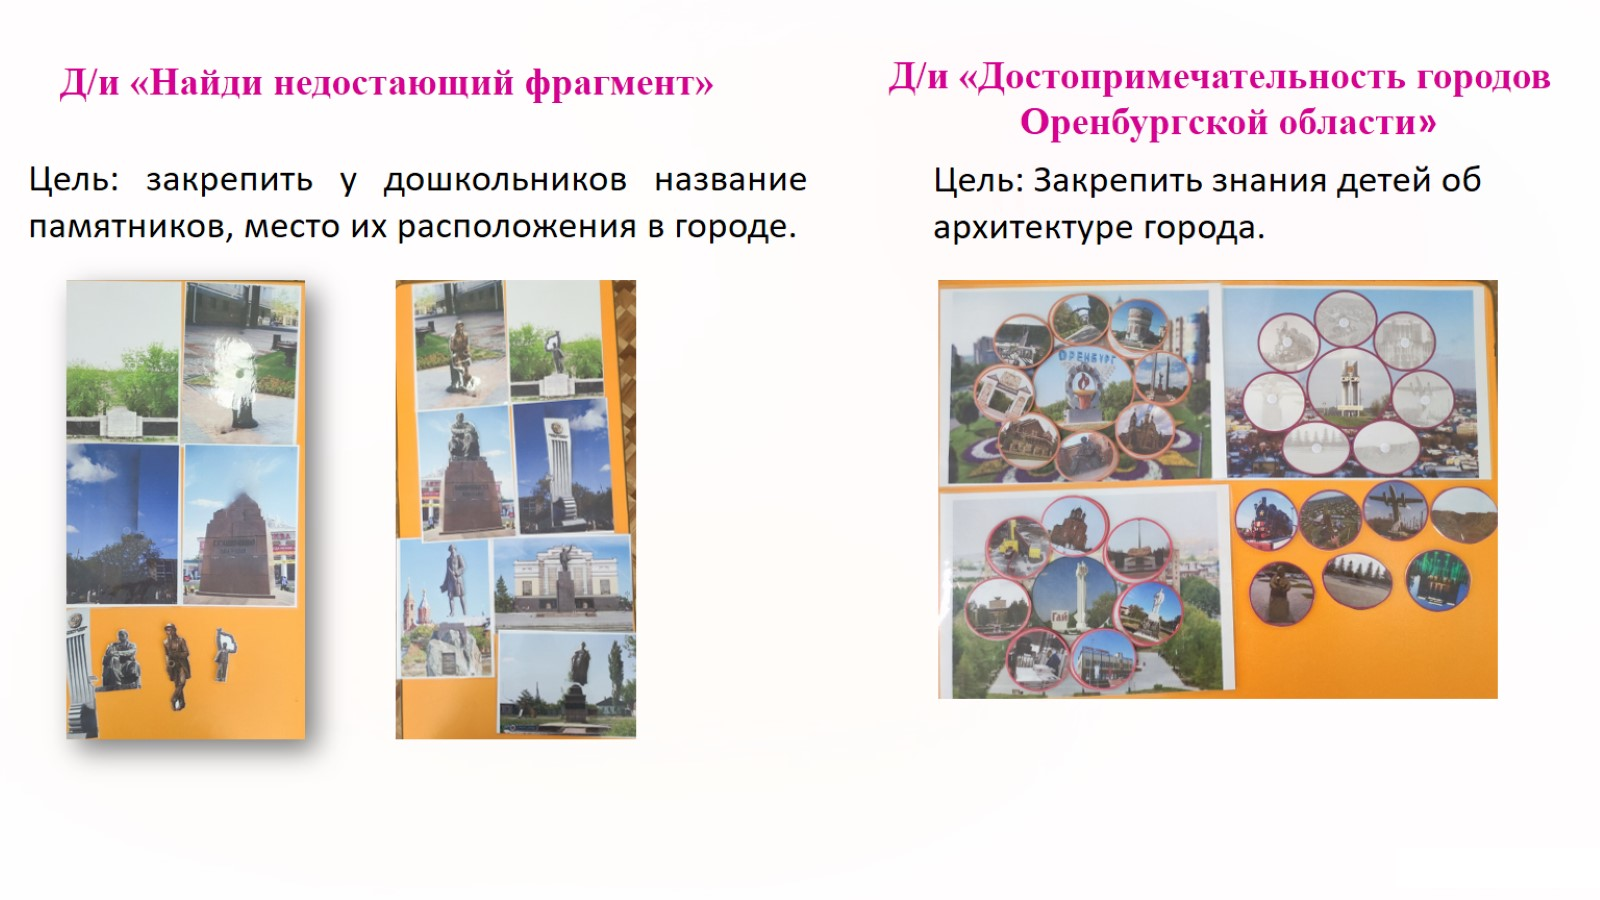 Д/и «Найди недостающий фрагмент»
Цель: закрепить у дошкольников название
памятников, место их расположения в городе.
Д/и «Достопримечательность городов
Оренбургской области»
Цель: Закрепить знания детей об
архитектуре города.
ОРЕНБУРГ
ГАЙ